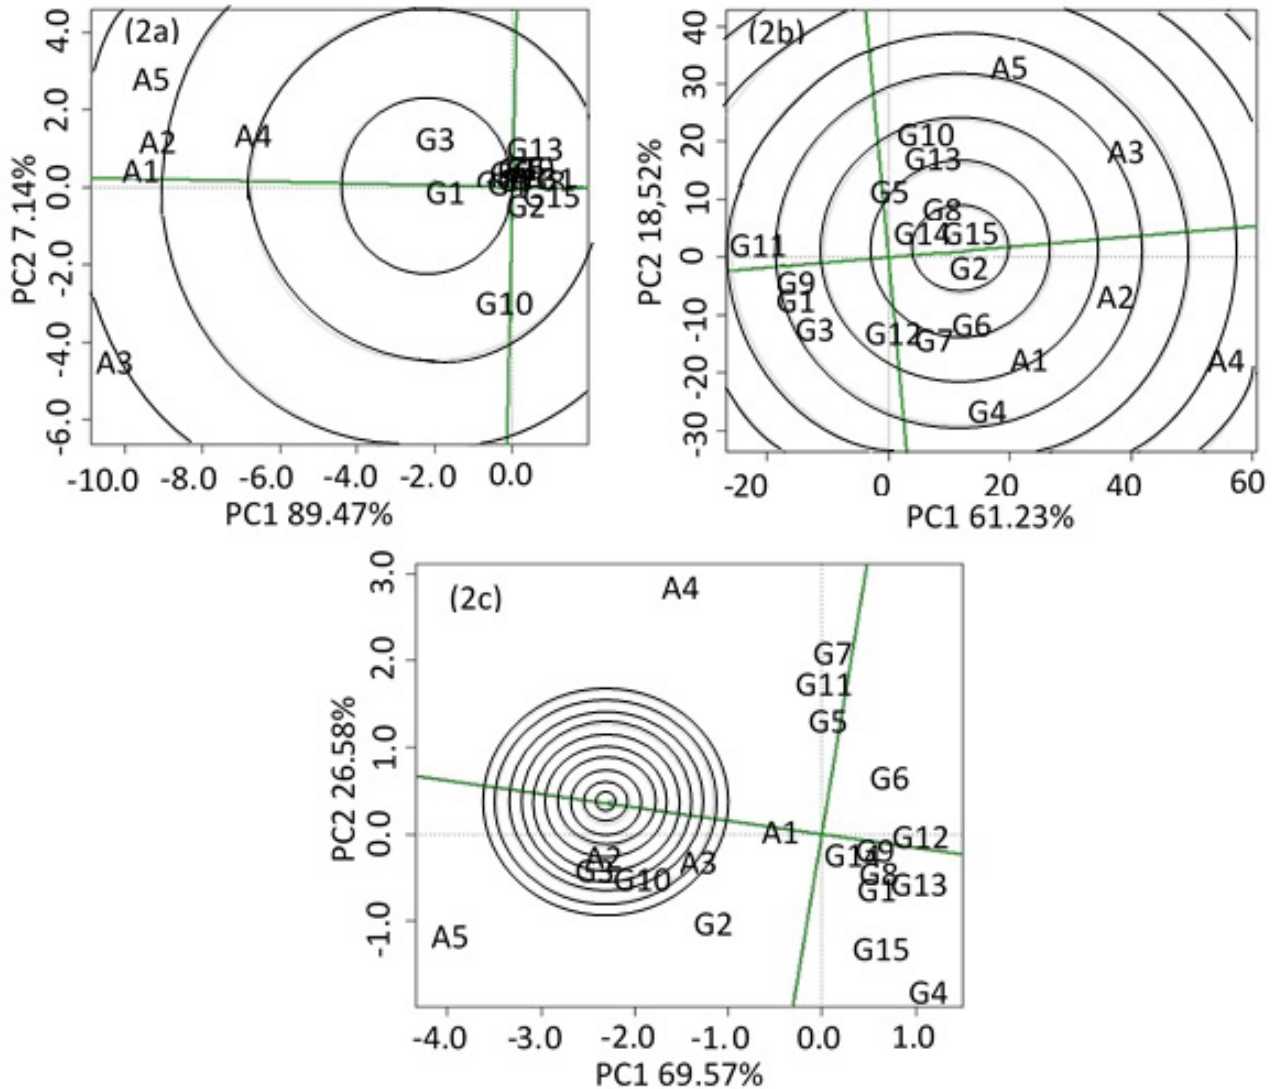 (2a)
4.0
2.0
0.0
-2.0
-4.0
-6.0
PC2 7.14%
A5
A2
A4
A1
A3
G3
G13
G1
G2
G15
G10
-10.0 -8.0 -6.0 -4.0 -2.0 0.0
PC1 89.47%
(2b)
40
30
20
10
0
-10
-20
-30
PC2 18,52%
A5
G10
A3
G13
G5
G8
G14 G15
G11
G2
G9
G1
A2
G3
G12
G6
G7
A1
A4
G4
-20 0 20 40 60
PC1 61.23%
(2c)
3.0
2.0
1.0
0.0
-1.0
PC2 26.58%
A4
G7
G11
G5
G6
A1
G12
A2
A3
G14
G9
G3
G10
G8
G1
G13
G2
A5
G15
G4
-4.0 -3.0 -2.0 -1.0 0.0 1.0
PC1 69.57%